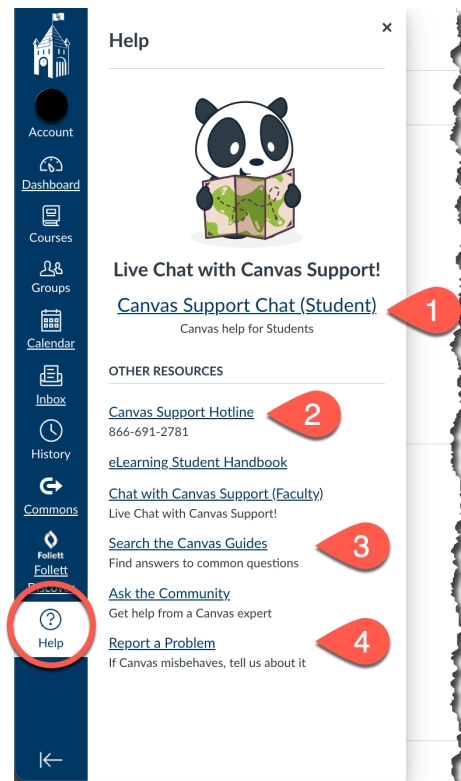 Help
×
Account
Dashboard
Courses
Groups
Calendar
Inbox
History
Commons
Follett
Follett
Discover
Help
Live Chat with Canvas Support!
Canvas Support Chat (Student)
1
Canvas help for Students
OTHER RESOURCES
Canvas Support Hotline
2
866-691-2781
eLearning Student Handbook
Chat with Canvas Support (Faculty)
Live Chat with Canvas Support!
Search the Canvas Guides
3
Find answers to common questions
Ask the Community
Get help from a Canvas expert
Report a Problem
4
If Canvas misbehaves, tell us about it